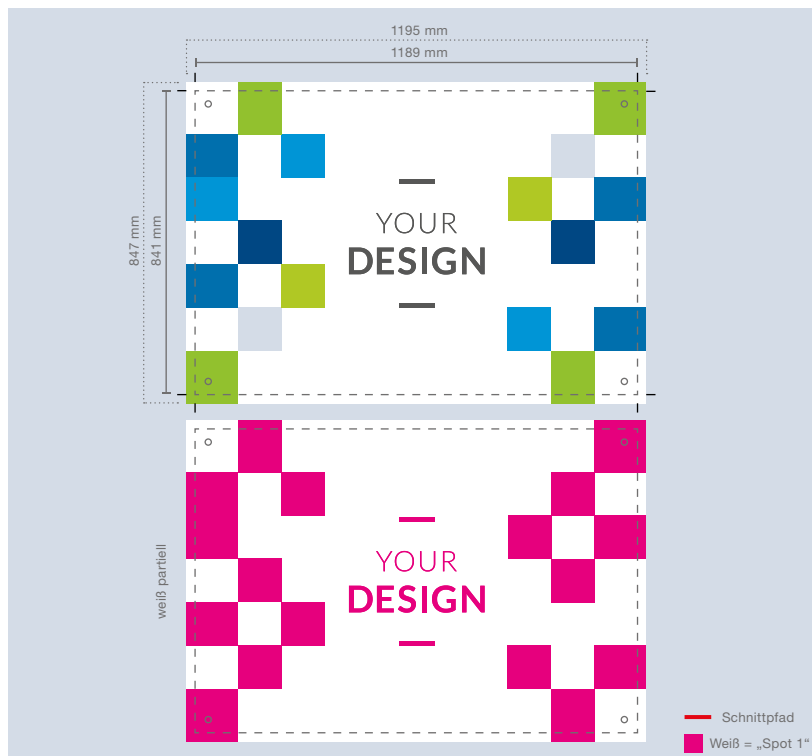 1195 mm
1189 mm
847 mm
841 mm
YOUR
DESIGN
weiß partiell
YOUR
DESIGN
Schnittpfad
Weiß = „Spot 1“